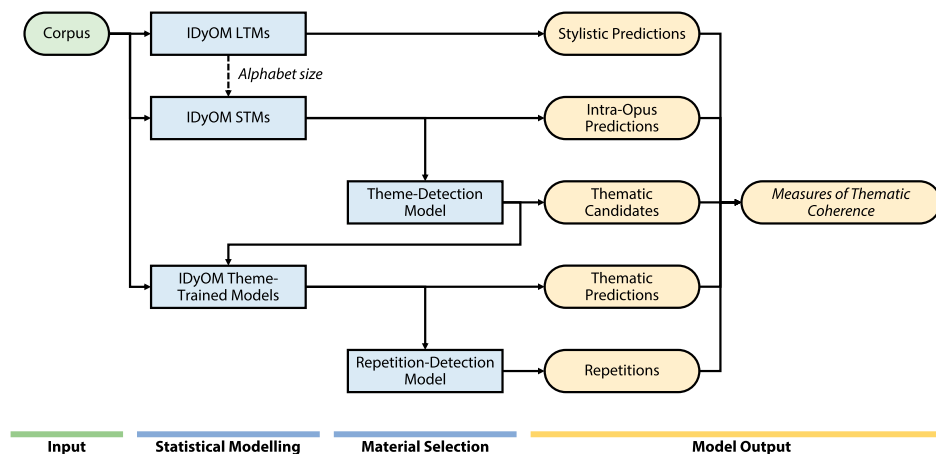 Corpus
IDyOM LTMs
Stylistic Predictions
Alphabet size
IDyOM STMs
Intra-Opus
Predictions
Theme-Detection
Model
Thematic
Candidates
Measures of Thematic
Coherence
IDyOM Theme-
Trained Models
Thematic
Predictions
Repetition-Detection
Model
Repetitions
Input
Statistical Modelling
Material Selection
Model Output